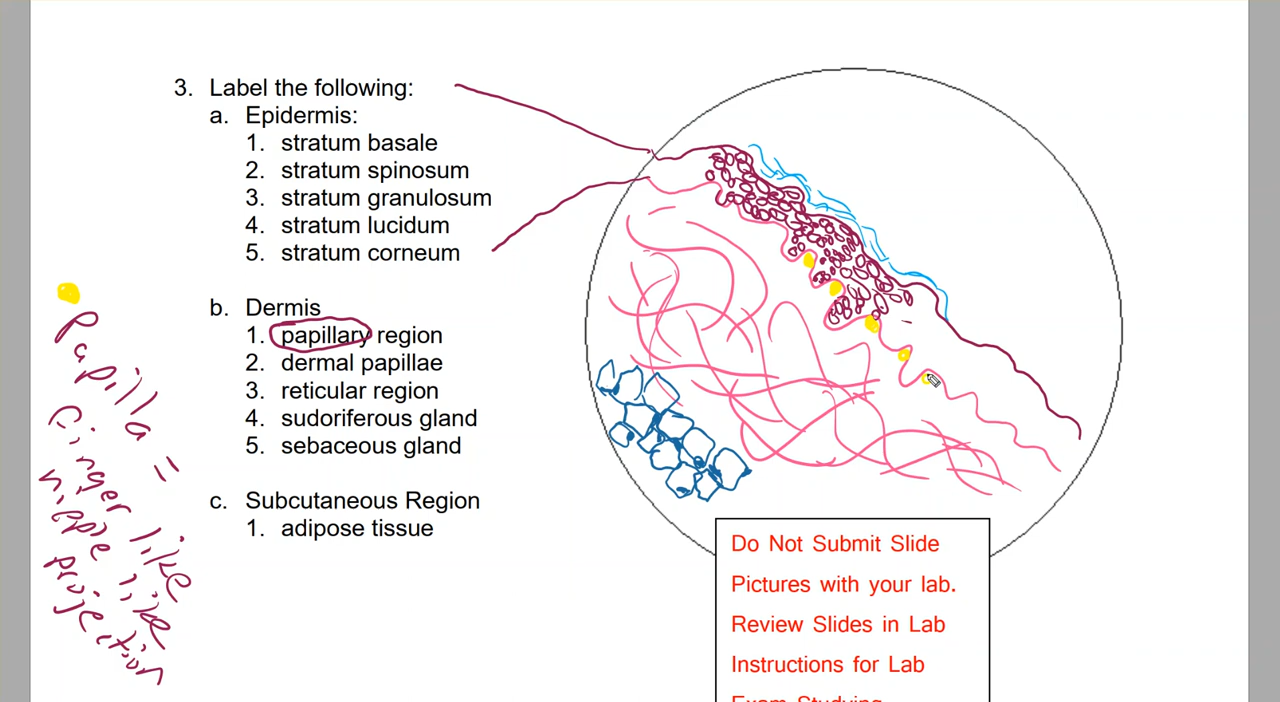 3. Label the following:
a. Epidermis:
1. stratum basale
2. stratum spinosum
3. stratum granulosum
4. stratum lucidum
5. stratum corneum
b. Dermis
1. papillary region
2. dermal papillae
3. reticular region
4. sudoriferous gland
5. sebaceous gland
c. Subcutaneous Region
1. adipose tissue
Papilla =
finger like
nipple like
projection
Do Not Submit Slide
Pictures with your lab.
Review Slides in Lab
Instructions for Lab
Exam Studying